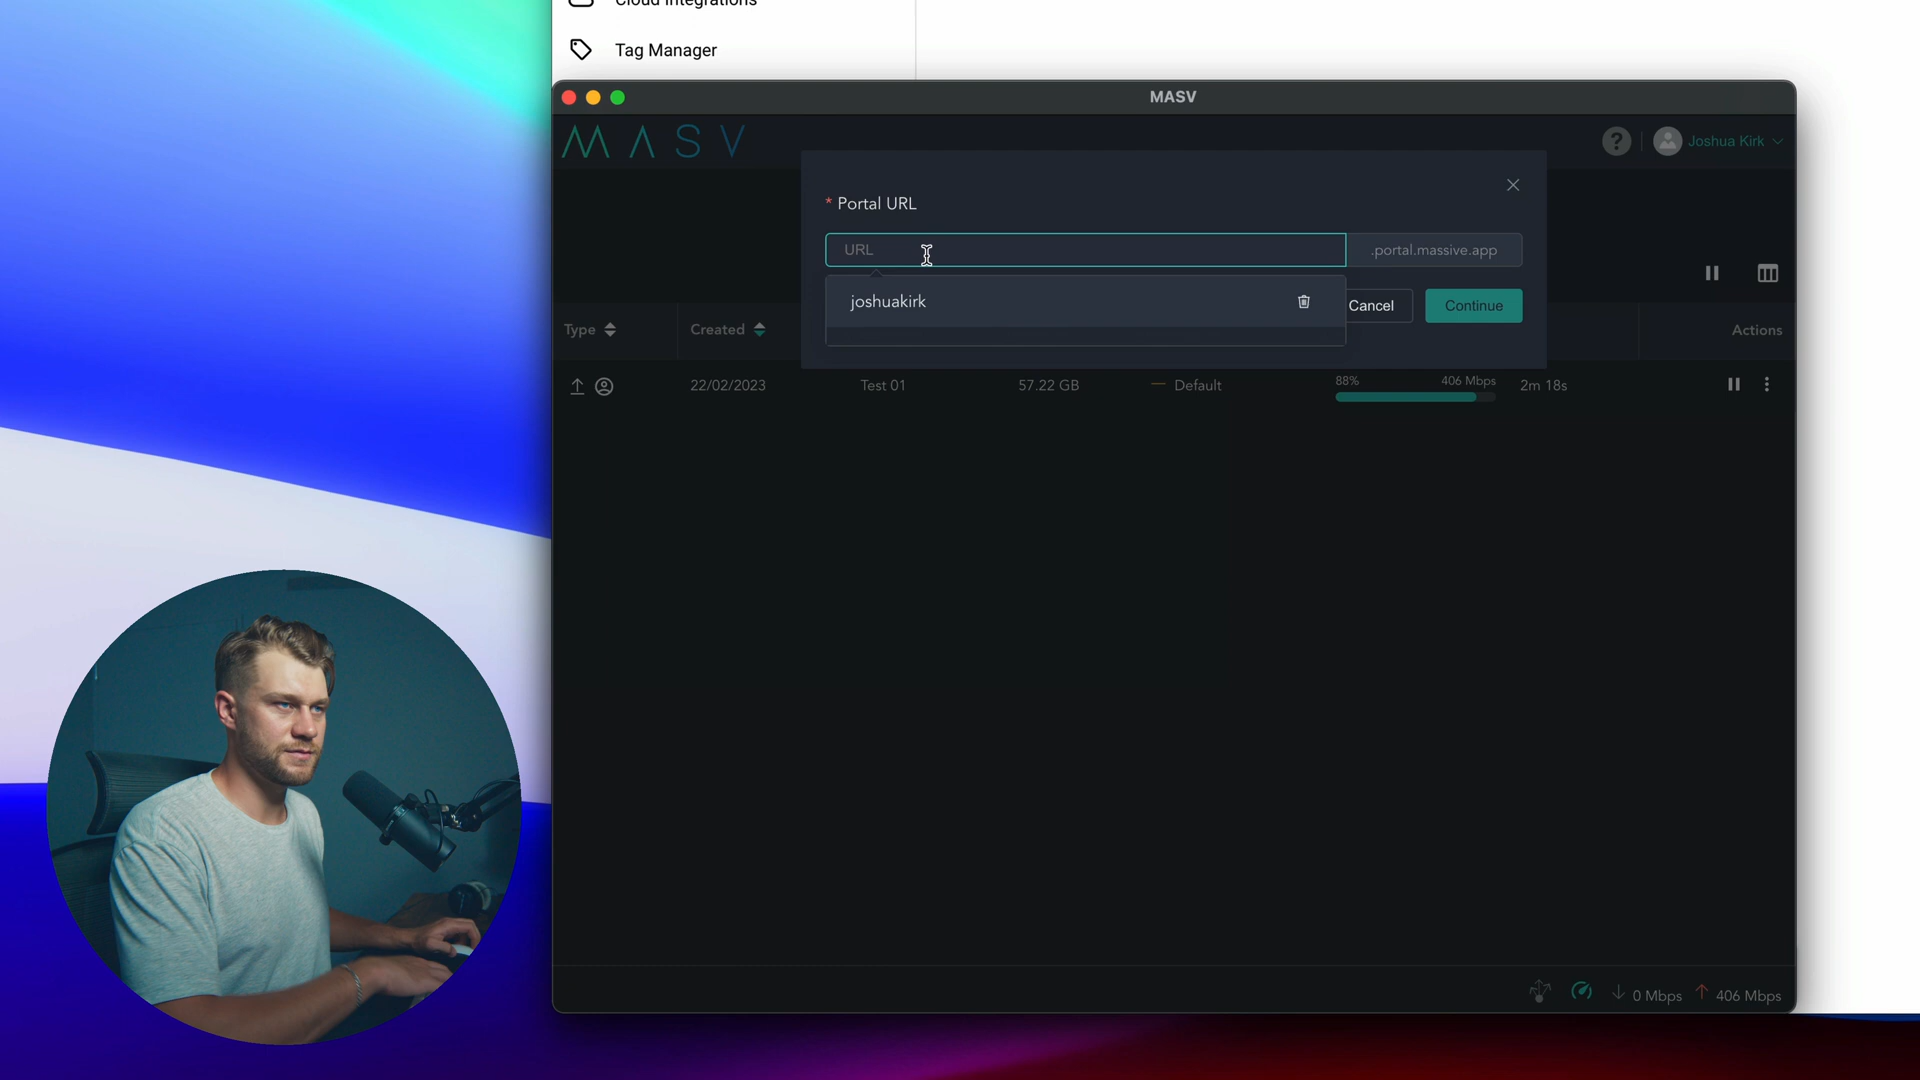 Cloud Integrations
Tag Manager
MASV
MASV
? Joshua Kirk
* Portal URL
URL .portal.massive.app
joshuakirk
Cancel Continue
Type Created Actions
22/02/2023 Test 01 57.22 GB Default 88% 406 Mbps 2m 18s
0 Mbps 406 Mbps